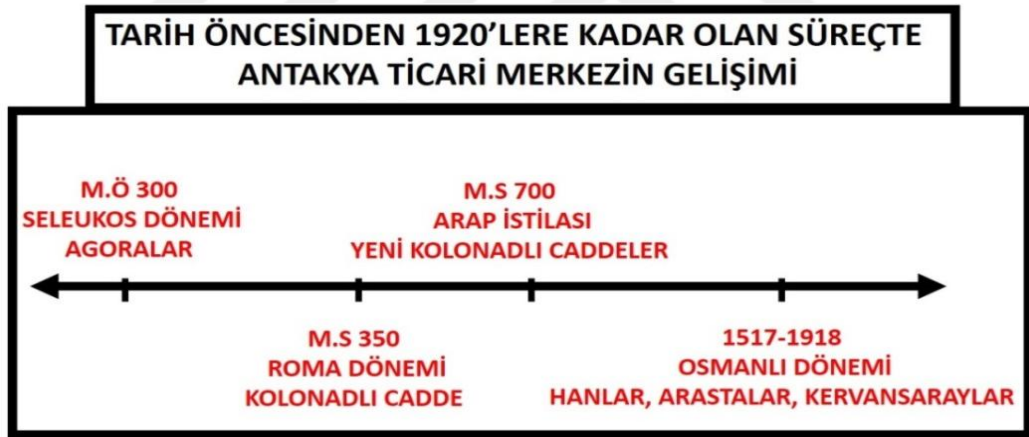 TARİH ÖNCESİNDEN 1920'LERE KADAR OLAN SÜREÇTE
ANTAKYA TİCARİ MERKEZİN GELİŞİMİ
M.Ö 300
SELEUKOS DÖNEMİ
AGORALAR
M.S 700
ARAP İSTİLASI
YENİ KOLONADLI CADDELER
M.S 350
ROMA DÖNEMİ
KOLONADLI CADDE
1517-1918
OSMANLI DÖNEMİ
HANLAR, ARASTALAR, KERVANSARAYLAR